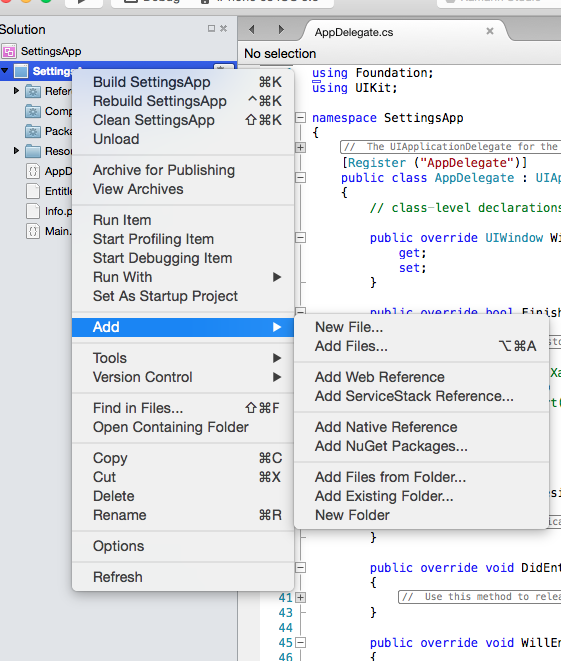 Solution
SettingsApp
Settings
Refer
Comp
Packa
Resou
AppD
Entitle
Info.p
Main.
AppDelegate.cs
No selection
using Foundation;
using UIKit;
namespace SettingsApp
{
// The UIApplicationDelegate for the
[Register ("AppDelegate")]
public class AppDelegate : UIAp
{
// class-level declarations
public override UIWindow Wi
get;
set;
}
public override bool Finish
}
public override void DidEnt
{
41
// Use this method to relea
43
}
44
45
public override void WillEn
46
{
Build SettingsApp ⌘K
Rebuild SettingsApp ^⌘K
Clean SettingsApp ⇧⌘K
Unload
Archive for Publishing
View Archives
Run Item
Start Profiling Item
Start Debugging Item
Run With
Set As Startup Project
Add
Tools
Version Control
Find in Files... ⇧⌘F
Open Containing Folder
Copy ⌘C
Cut ⌘X
Delete
Rename ⌘R
Options
Refresh
New File...
Add Files... ⌥⌘A
Add Web Reference
Add ServiceStack Reference...
Add Native Reference
Add NuGet Packages...
Add Files from Folder...
Add Existing Folder...
New Folder